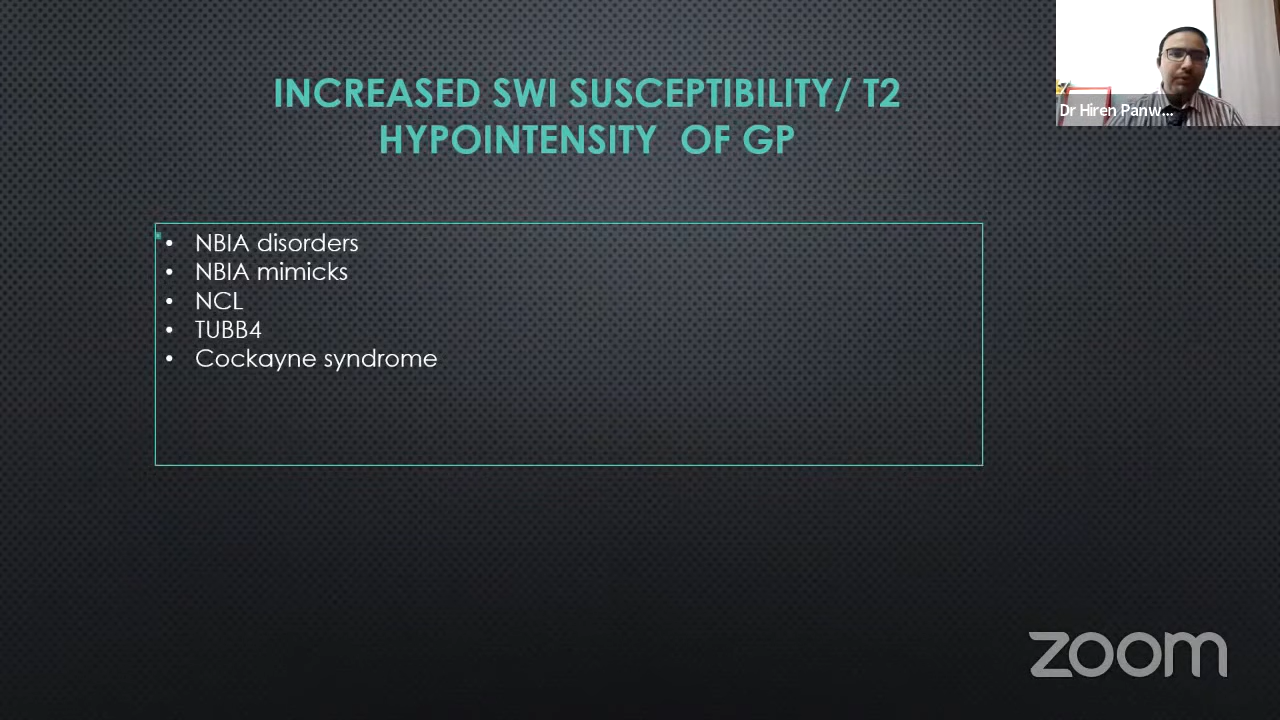 INCREASED SWI SUSCEPTIBILITY/ T2
HYPOINTENSITY OF GP
Dr Hiren Panw...
• NBIA disorders
• NBIA mimicks
• NCL
• TUBB4
• Cockayne syndrome
zoom